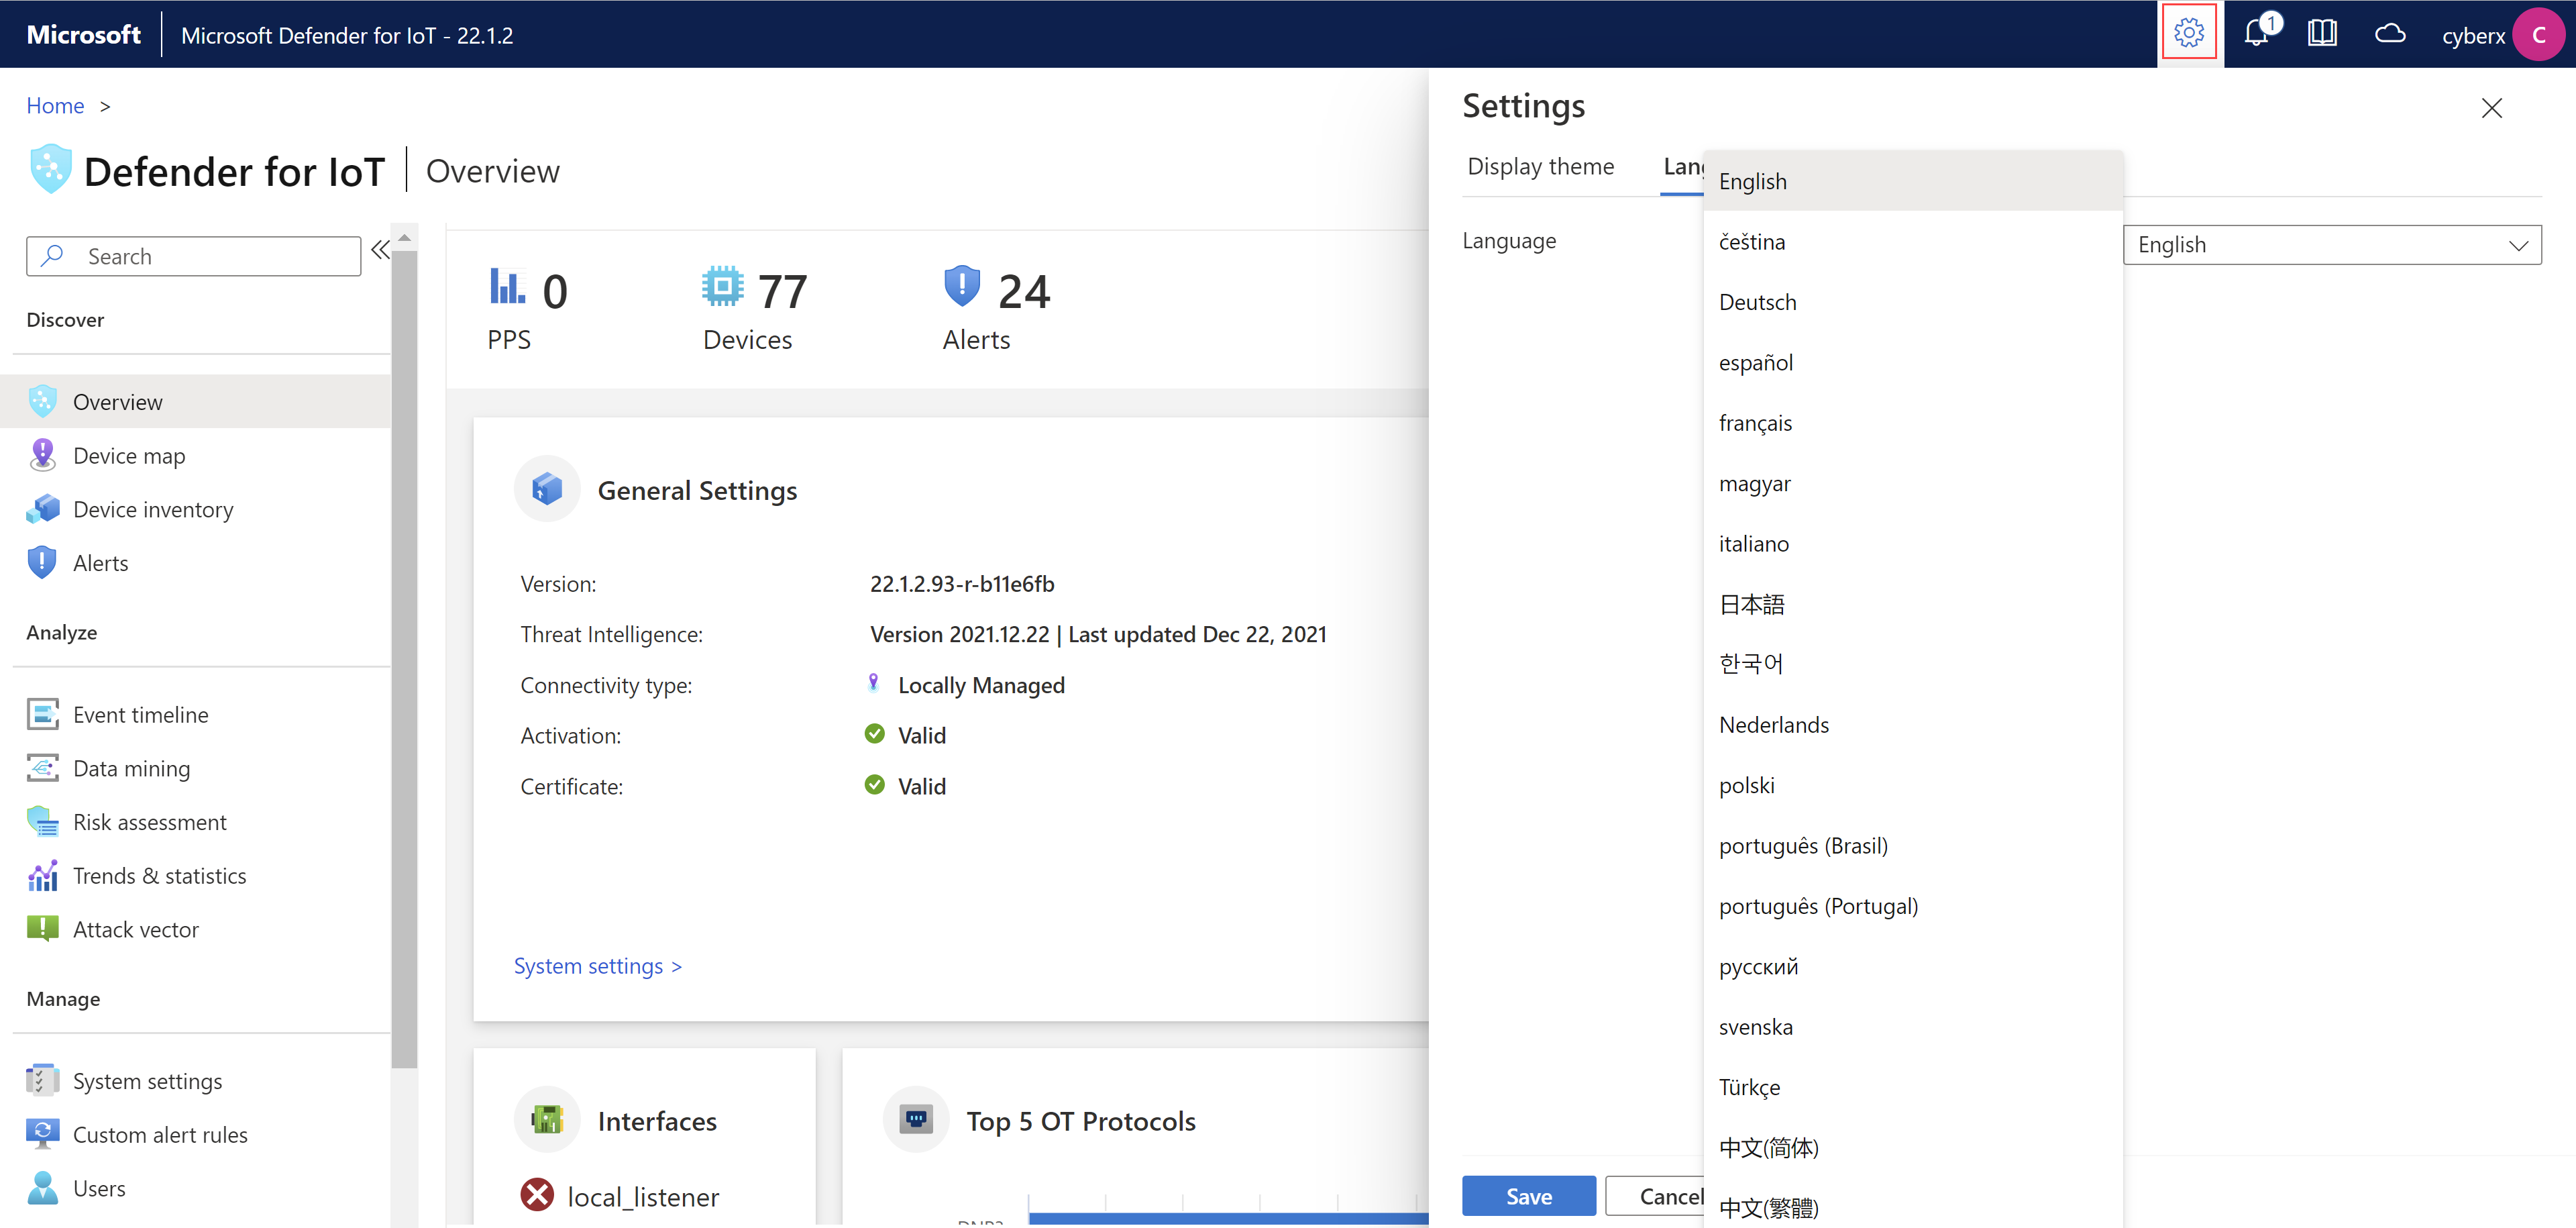 Microsoft
Microsoft Defender for IoT - 22.1.2
1
cyberx
C
Home >
Defender for IoT
Overview
Search
Discover
Overview
Device map
Device inventory
Alerts
Analyze
Event timeline
Data mining
Risk assessment
Trends & statistics
Attack vector
Manage
System settings
Custom alert rules
Users
0
PPS
77
Devices
24
Alerts
General Settings
Version: 22.1.2.93-r-b11e6fb
Threat Intelligence: Version 2021.12.22 | Last updated Dec 22, 2021
Connectivity type: Locally Managed
Activation: Valid
Certificate: Valid
System settings >
Interfaces
local_listener
Top 5 OT Protocols
Settings
Display theme
Language
English
English
čeština
Deutsch
español
français
magyar
italiano
日本語
한국어
Nederlands
polski
português (Brasil)
português (Portugal)
русский
svenska
Türkçe
中文(简体)
中文(繁體)
Save
Cancel